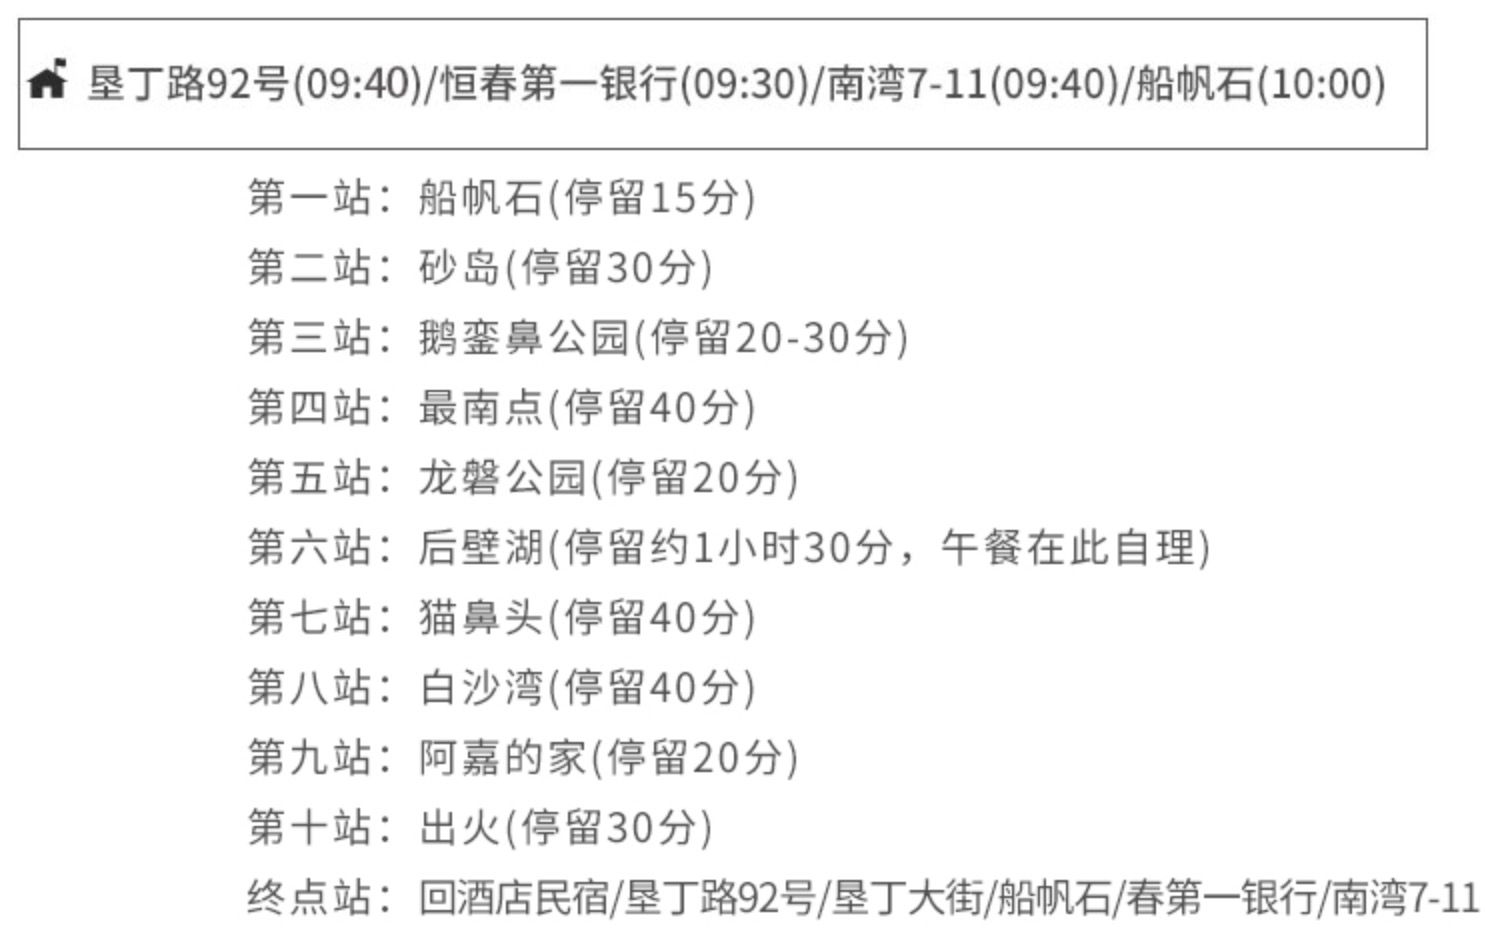 垦丁路92号(09:40)/恒春第一银行(09:30)/南湾7-11(09:40)/船帆石(10:00)
第一站：船帆石(停留15分)
第二站：砂岛(停留30分)
第三站：鹅銮鼻公园(停留20-30分)
第四站：最南点(停留40分)
第五站：龙磐公园(停留20分)
第六站：后壁湖(停留约1小时30分，午餐在此自理)
第七站：猫鼻头(停留40分)
第八站：白沙湾(停留40分)
第九站：阿嘉的家(停留20分)
第十站：出火(停留30分)
终点站：回酒店民宿/垦丁路92号/垦丁大街/船帆石/春第一银行/南湾7-11